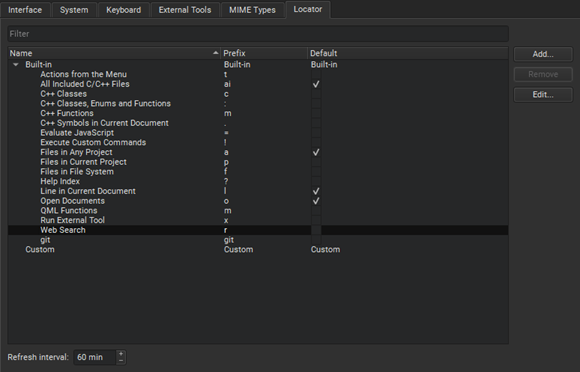 Interface System Keyboard External Tools MIME Types Locator
Filter
Name Prefix Default
Built-in Built-in Built-in
Actions from the Menu t
All Included C/C++ Files ai
C++ Classes c
C++ Classes, Enums and Functions :
C++ Functions m
C++ Symbols in Current Document .
Evaluate JavaScript =
Execute Custom Commands !
Files in Any Project a
Files in Current Project p
Files in File System f
Help Index ?
Line in Current Document l
Open Documents o
QML Functions m
Run External Tool x
Web Search r
git git
Custom Custom Custom
Add...
Remove
Edit...
Refresh interval: 60 min